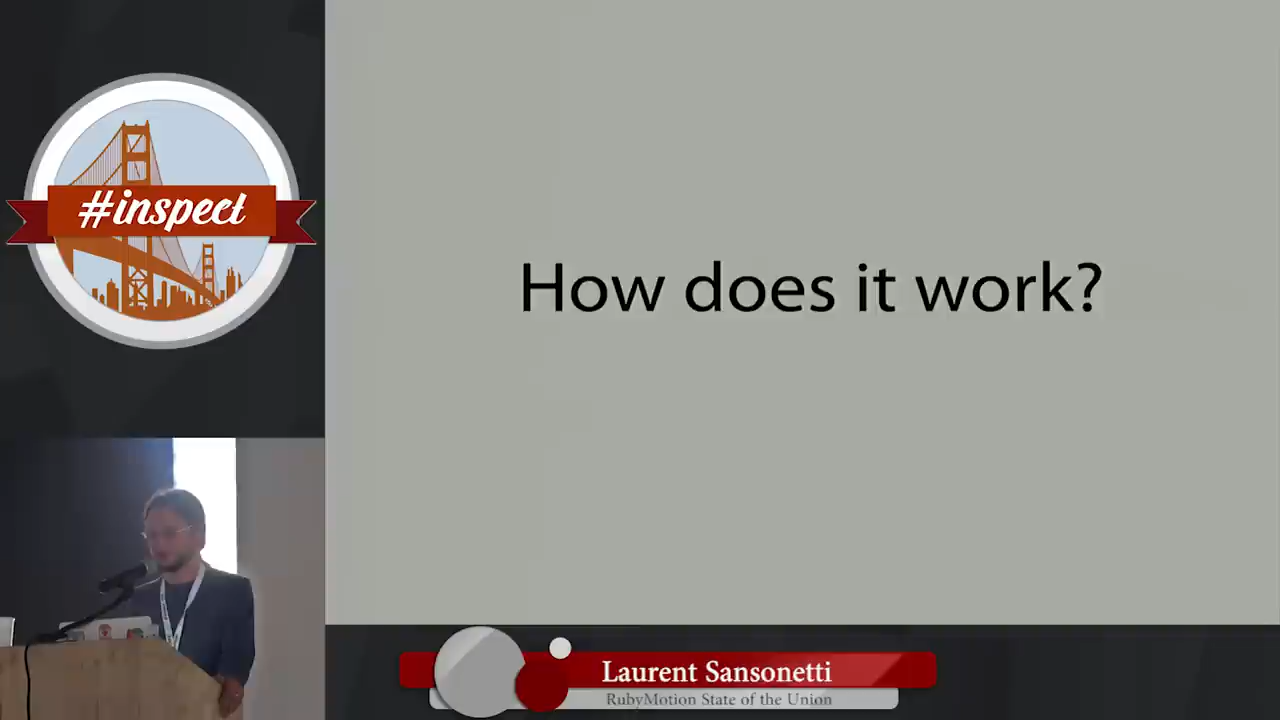 #inspect
How does it work?
Laurent Sansonetti
RubyMotion State of the Union